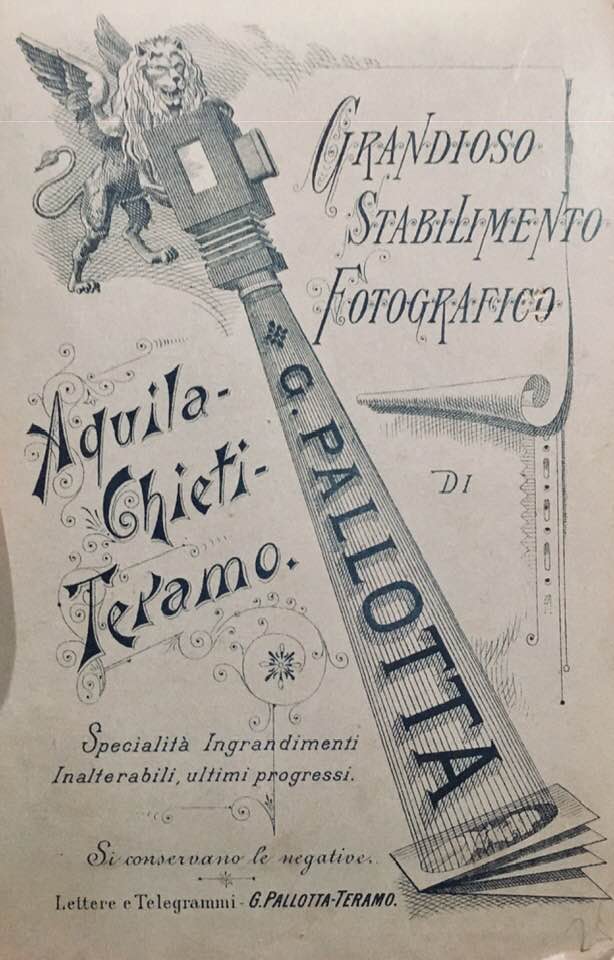 GRANDIOSO
STABILIMENTO
FOTOGRAFICO
DI
G. PALLOTTA
Aquila-
Chieti-
Teramo.
Specialità Ingrandimenti
Inalterabili, ultimi progressi.
Si conservano le negative.
Lettere e Telegrammi - G. PALLOTTA-TERAMO.